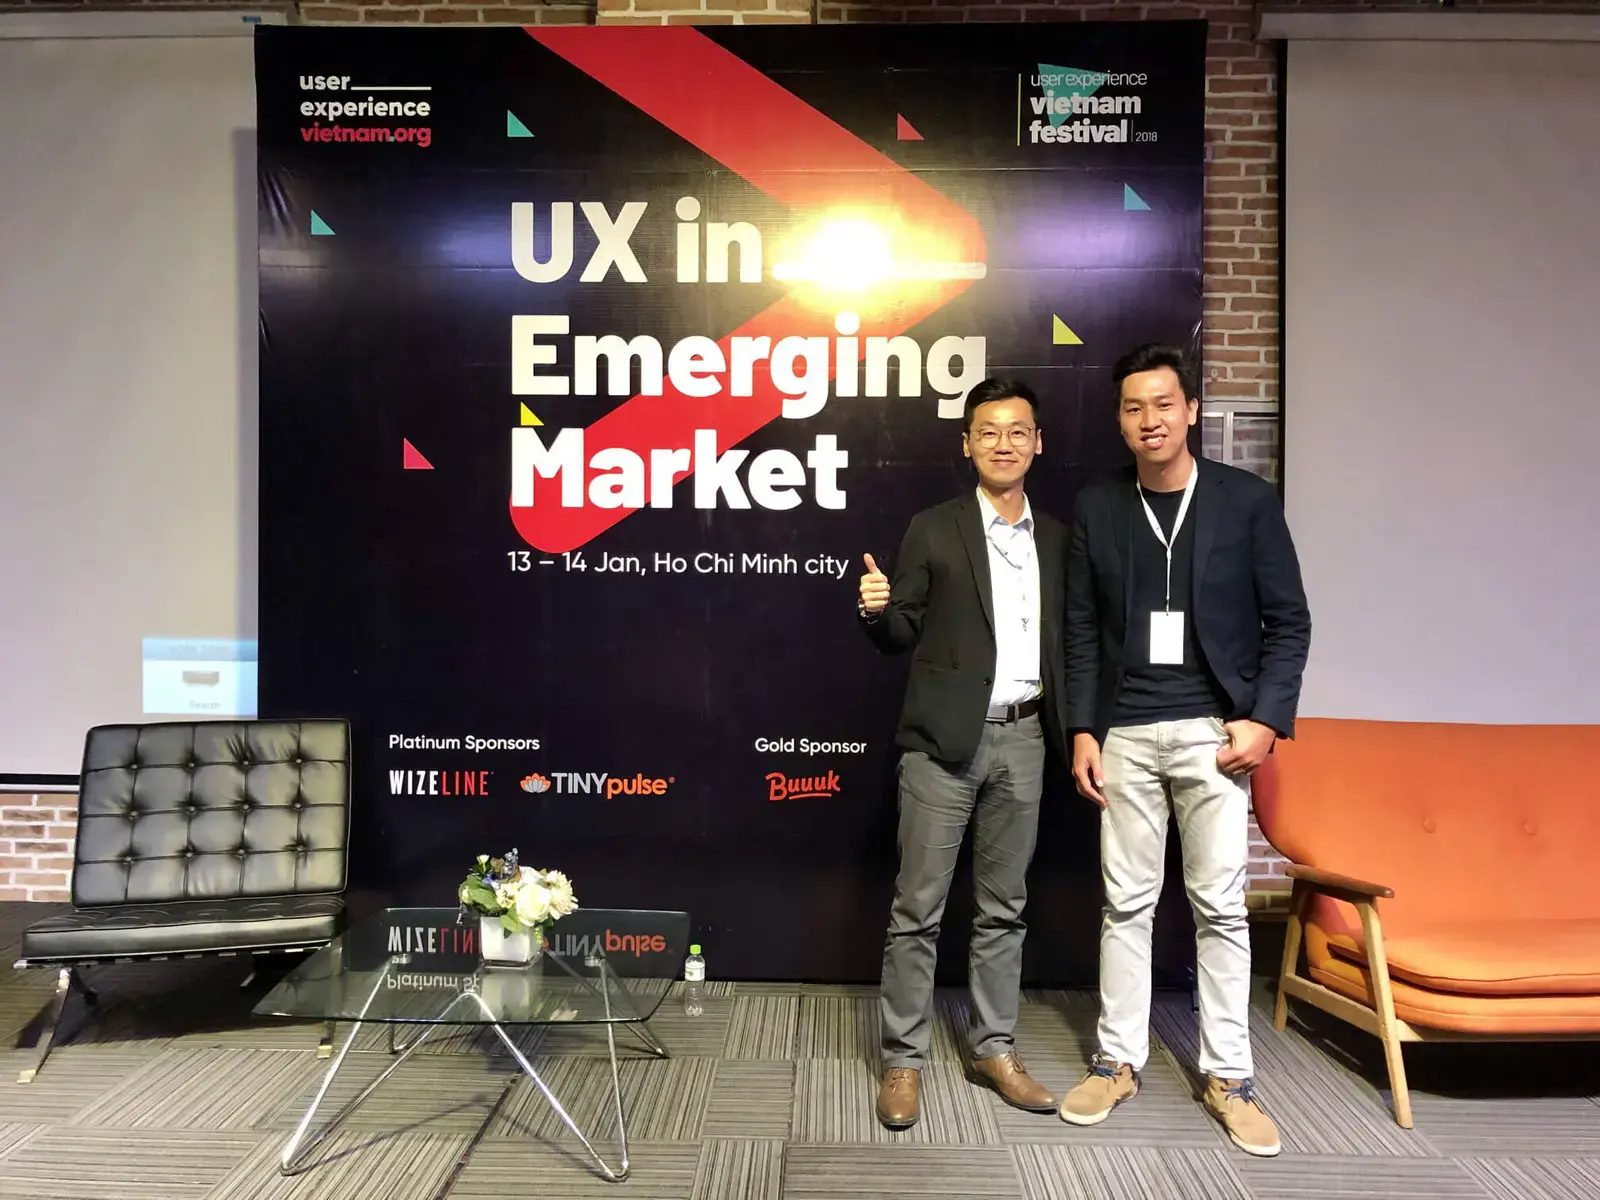 user
experience
vietnam.org
user experience
vietnam
festival 2018
UX in
Emerging
Market
13 – 14 Jan, Ho Chi Minh city
Platinum Sponsors
WIZELINE
TINYpulse®
Gold Sponsor
Buuuk
Search